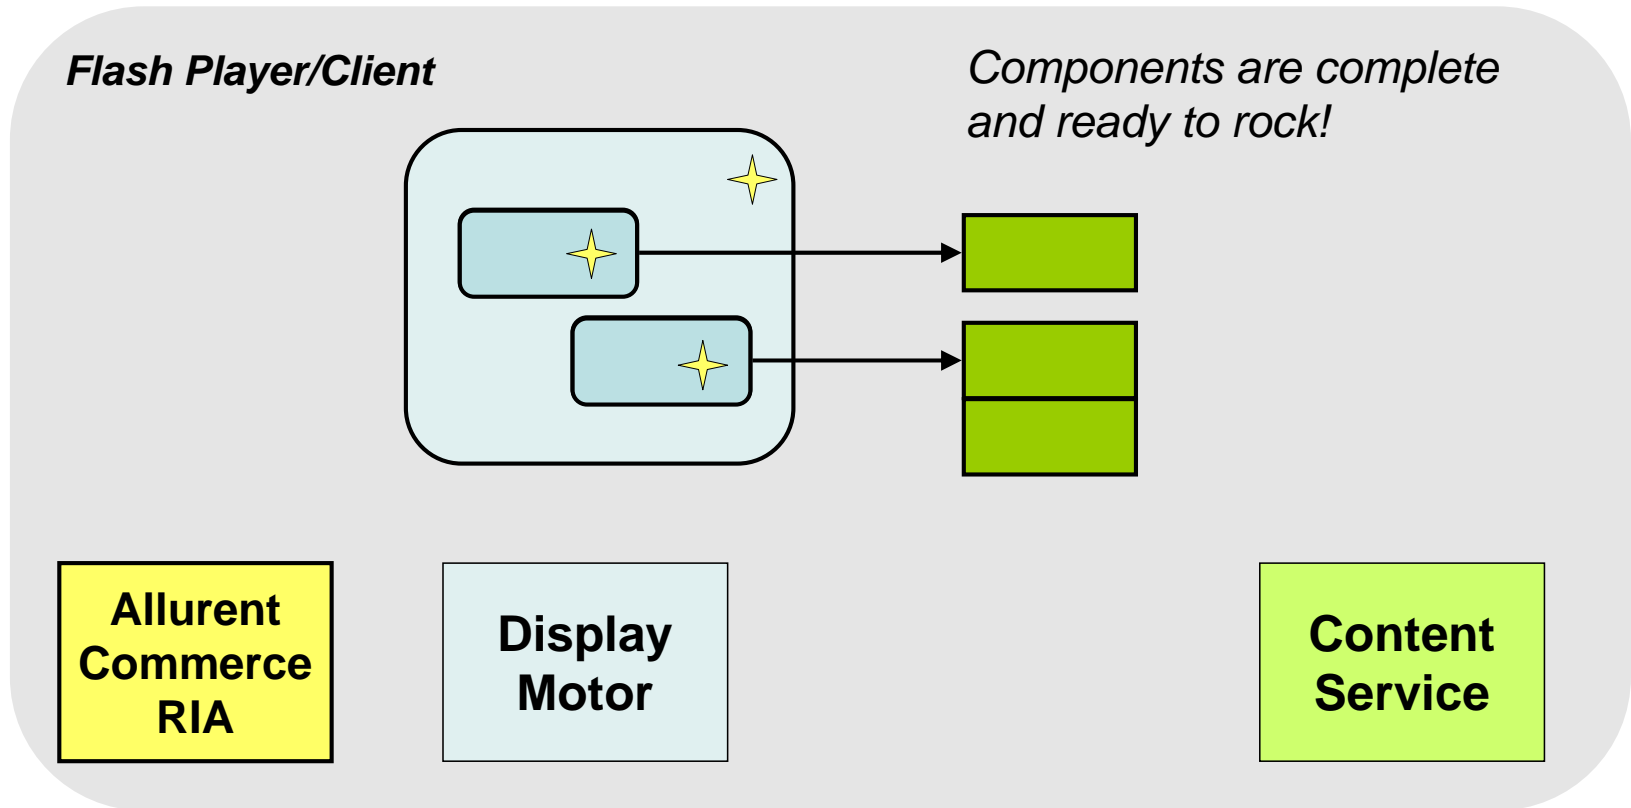 Flash Player/Client
Components are complete
and ready to rock!
Allurent
Commerce
RIA
Display
Motor
Content
Service